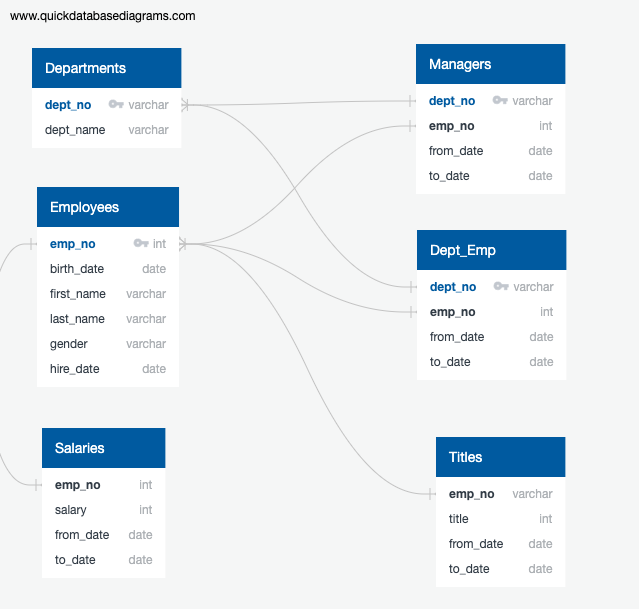 www.quickdatabasediagrams.com
Departments
dept_no varchar
dept_name varchar
Employees
emp_no int
birth_date date
first_name varchar
last_name varchar
gender varchar
hire_date date
Salaries
emp_no int
salary int
from_date date
to_date date
Managers
dept_no varchar
emp_no int
from_date date
to_date date
Dept_Emp
dept_no varchar
emp_no int
from_date date
to_date date
Titles
emp_no varchar
title int
from_date date
to_date date